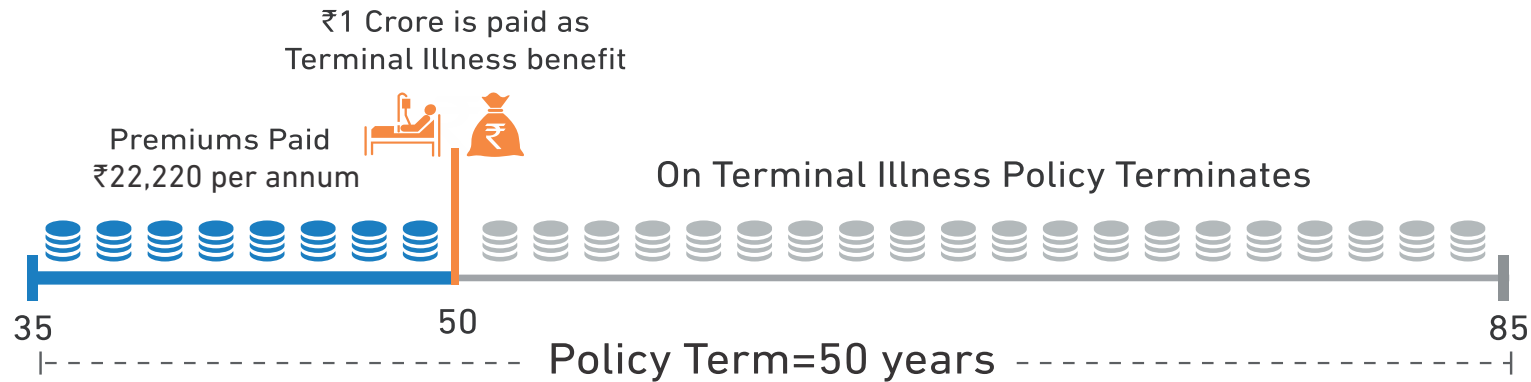 ₹1 Crore is paid as
Terminal Illness benefit
Premiums Paid
₹22,220 per annum
₹
On Terminal Illness Policy Terminates
35
50
85
Policy Term=50 years